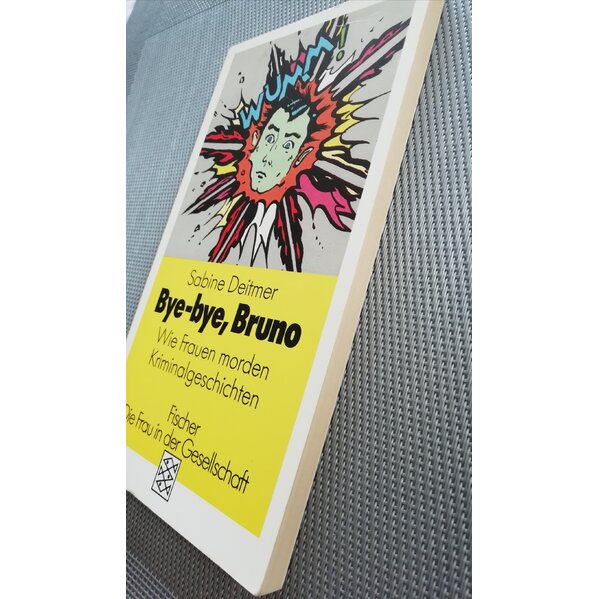 WUMM!
Sabine Deitmer
Bye-bye, Bruno
Wie Frauen morden
Kriminalgeschichten
Fischer
Die Frau in der Gesellschaft